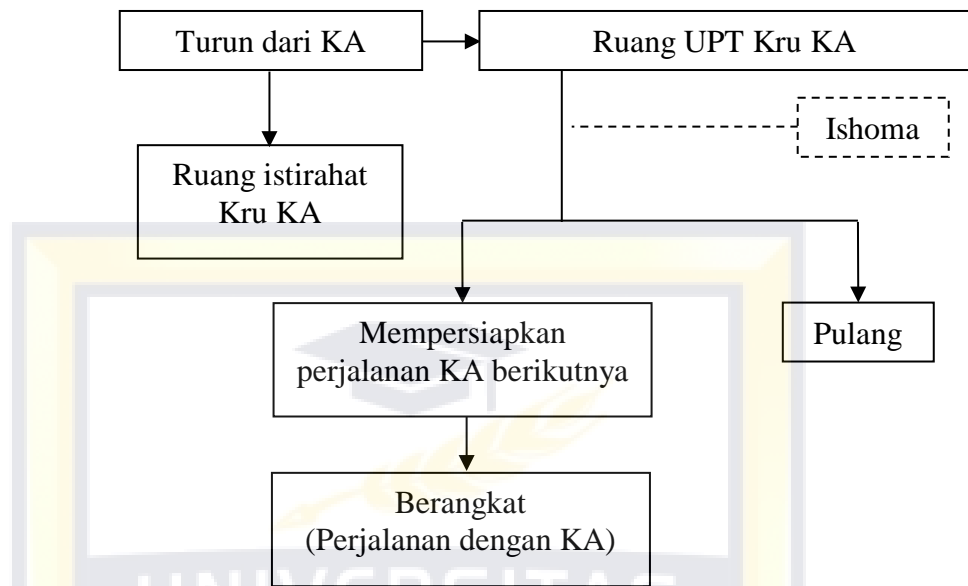 Turun dari KA
Ruang UPT Kru KA
Ishoma
Ruang istirahat
Kru KA
Mempersiapkan
perjalanan KA berikutnya
Pulang
Berangkat
(Perjalanan dengan KA)
UNIVERSITAS